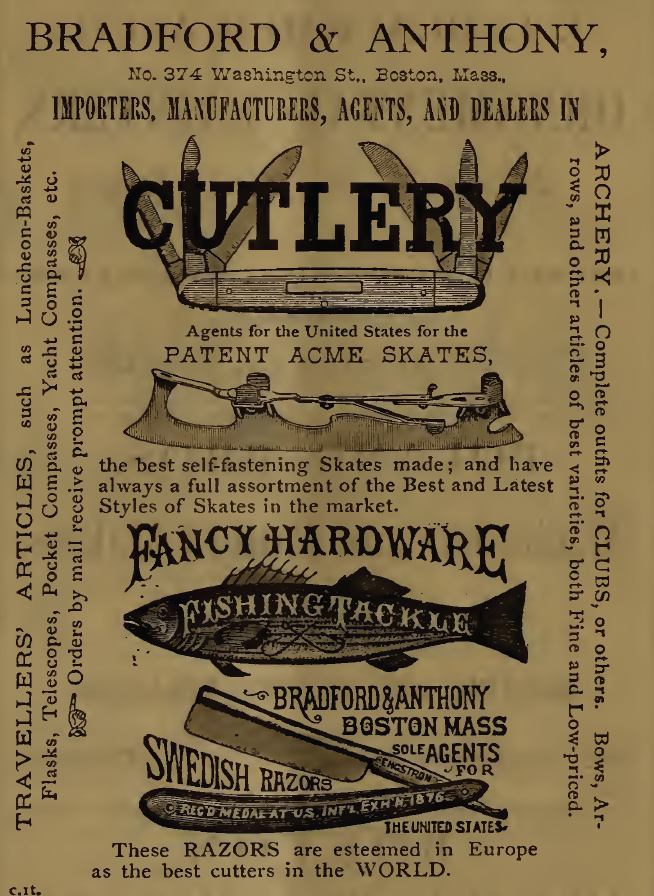 BRADFORD & ANTHONY,
No. 374 Washington St., Boston, Mass.,
IMPORTERS, MANUFACTURERS, AGENTS, AND DEALERS IN
CUTLERY
Agents for the United States for the
PATENT ACME SKATES,
the best self-fastening Skates made; and have
always a full assortment of the Best and Latest
Styles of Skates in the market.
FANCY HARDWARE
FISHING TACKLE
BRADFORD & ANTHONY
BOSTON MASS
SOLE AGENTS
FOR
SWEDISH RAZORS
ENGSTROM
REC'D MEDAL AT U.S. INT'L EXH'N 1876
THE UNITED STATES
These RAZORS are esteemed in Europe
as the best cutters in the WORLD.
TRAVELLERS' ARTICLES, such as Luncheon-Baskets,
Flasks, Telescopes, Pocket Compasses, Yacht Compasses, etc.
Orders by mail receive prompt attention.
ARCHERY.—Complete outfits for CLUBS, or others. Bows, Ar-
rows, and other articles of best varieties, both Fine and Low-priced.
C.It.